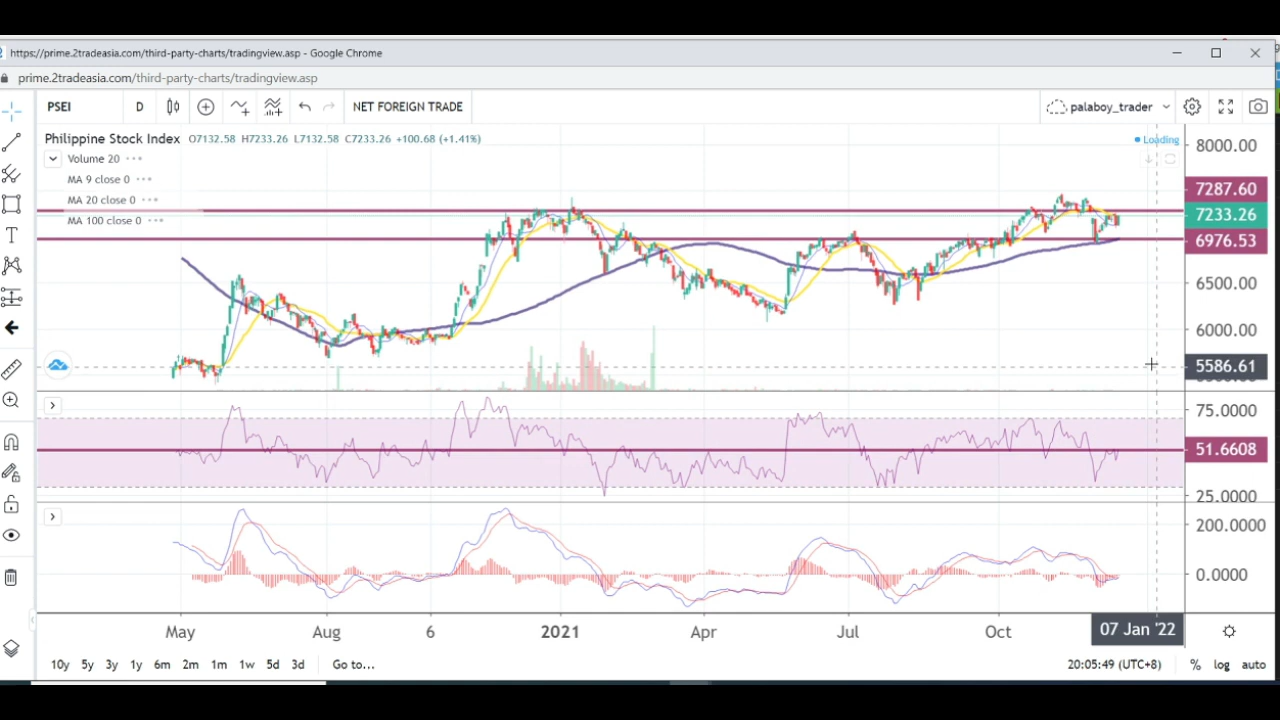 https://prime.2tradeasia.com/third-party-charts/tradingview.asp - Google Chrome
prime.2tradeasia.com/third-party-charts/tradingview.asp
PSEI D NET FOREIGN TRADE palaboy_trader
Philippine Stock Index O7132.58 H7233.26 L7132.58 C7233.26 +100.68 (+1.41%) Loading
8000.00
Volume 20
MA 9 close 0
MA 20 close 0
MA 100 close 0
7287.60
7233.26
6976.53
6500.00
6000.00
5586.61
75.0000
51.6608
25.0000
200.0000
0.0000
May Aug 6 2021 Apr Jul Oct 07 Jan '22
10y 5y 3y 1y 6m 2m 1m 1w 5d 3d Go to... 20:05:49 (UTC+8) % log auto